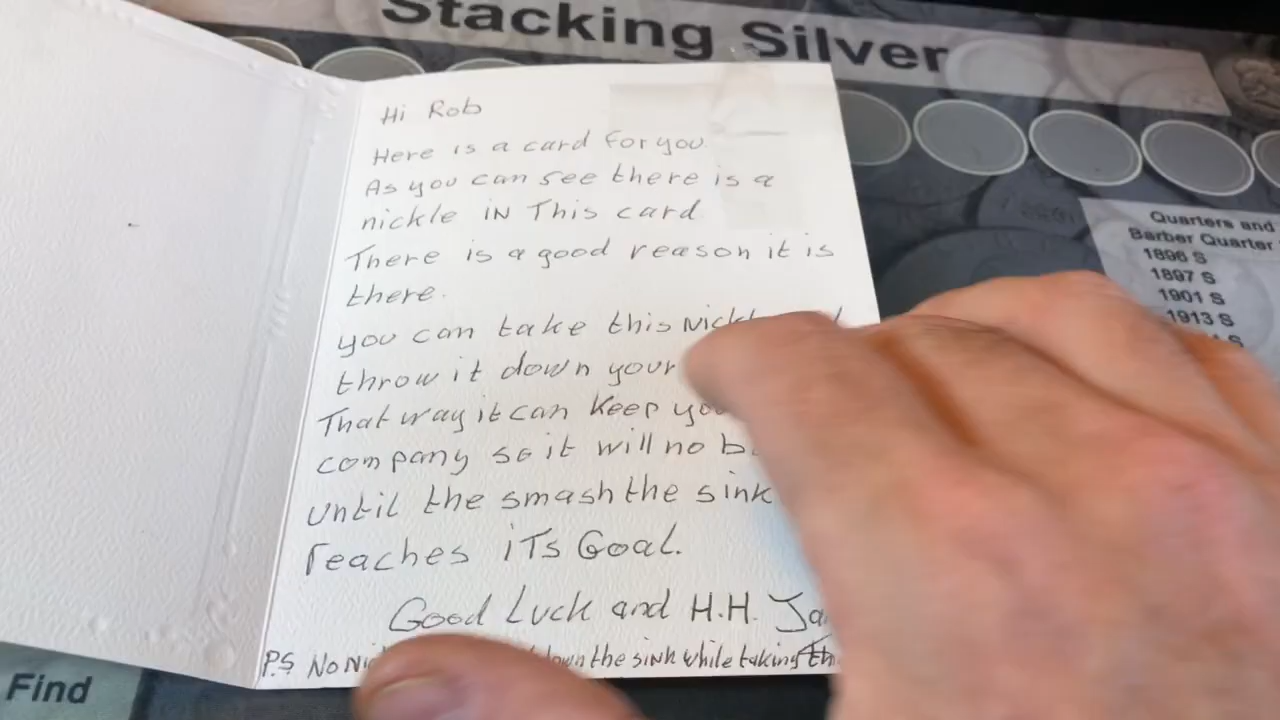 Stacking Silver
Hi Rob
Here is a card for you
As you can see there is a
nickle IN This card
There is a good reason it is
there.
you can take this
throw it down your
That way it can Keep
company so it will no
until the smash the sink
reaches iTs Goal.
Good Luck and H.H.
P.S No down the sink while taking
Quarters and
Barber Quarter
1896 S
1897 S
1901 S
1913 S
Find